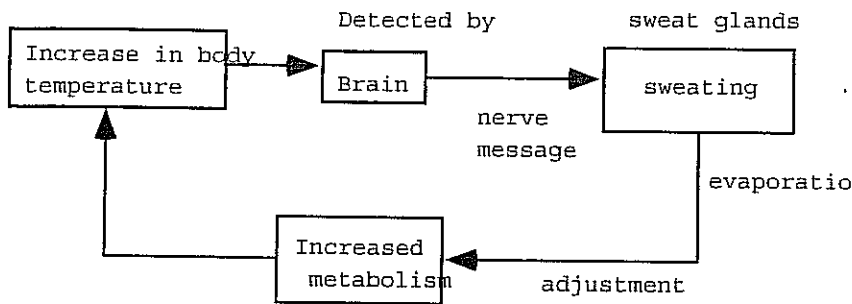 Detected by
sweat glands
Increase in body
temperature
Brain
sweating
nerve
message
evaporatio
Increased
metabolism
adjustment